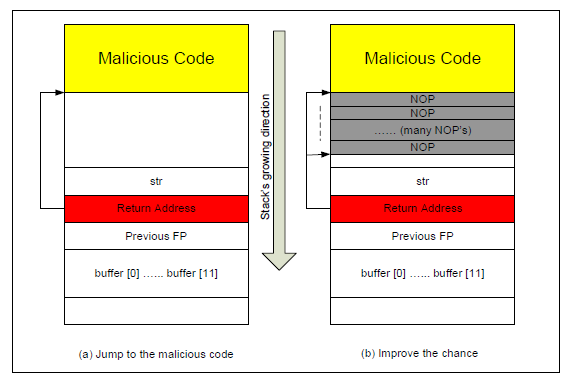 Malicious Code
str
Return Address
Previous FP
buffer [0] …... buffer [11]
(a) Jump to the malicious code
Stack's growing direction
Malicious Code
NOP
NOP
…... (many NOP's)
NOP
str
Return Address
Previous FP
buffer [0] …... buffer [11]
(b) Improve the chance